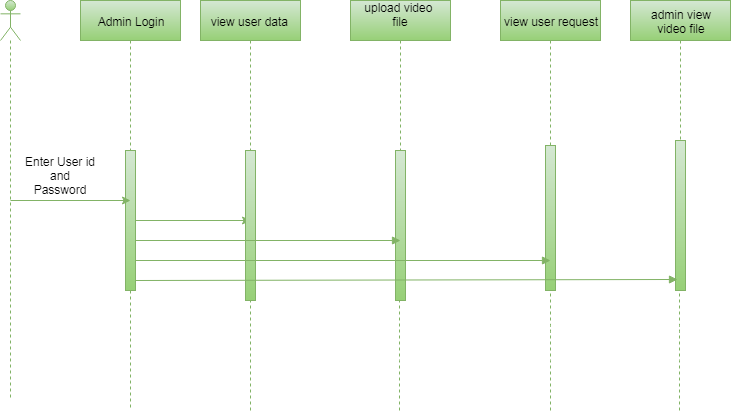 Admin Login
view user data
upload video
file
view user request
admin view
video file
Enter User id
and
Password